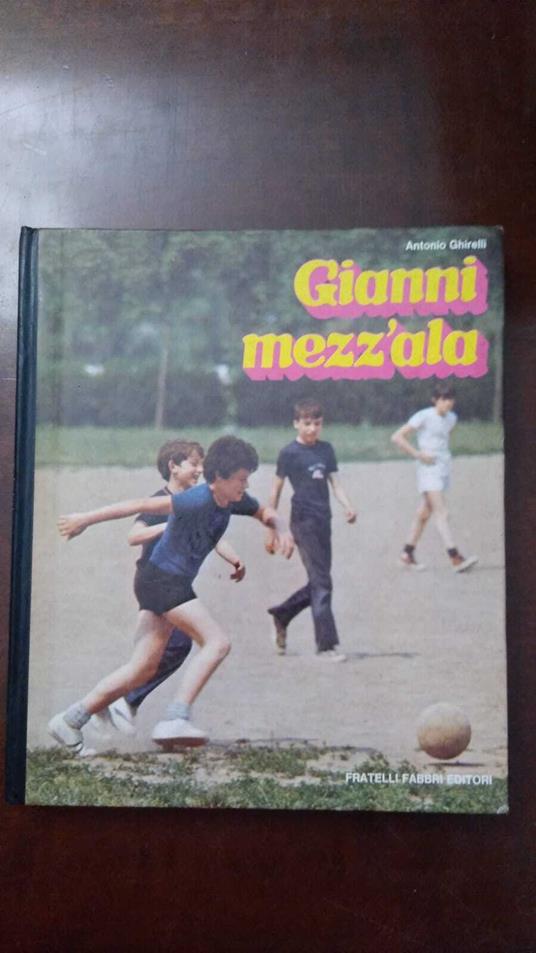 Antonio Ghirelli
Gianni
mezz'ala
FRATELLI FABBRI EDITORI